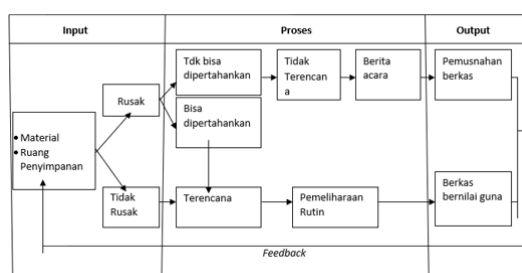 Input
Proses
Output
Tdk bisa
dipertahankan
Tidak
Terencan
a
Berita
acara
Pemusnahan
berkas
Rusak
Bisa
dipertahankan
• Material
• Ruang
Penyimpanan
Tidak
Rusak
Terencana
Pemeliharaan
Rutin
Berkas
bernilai guna
Feedback